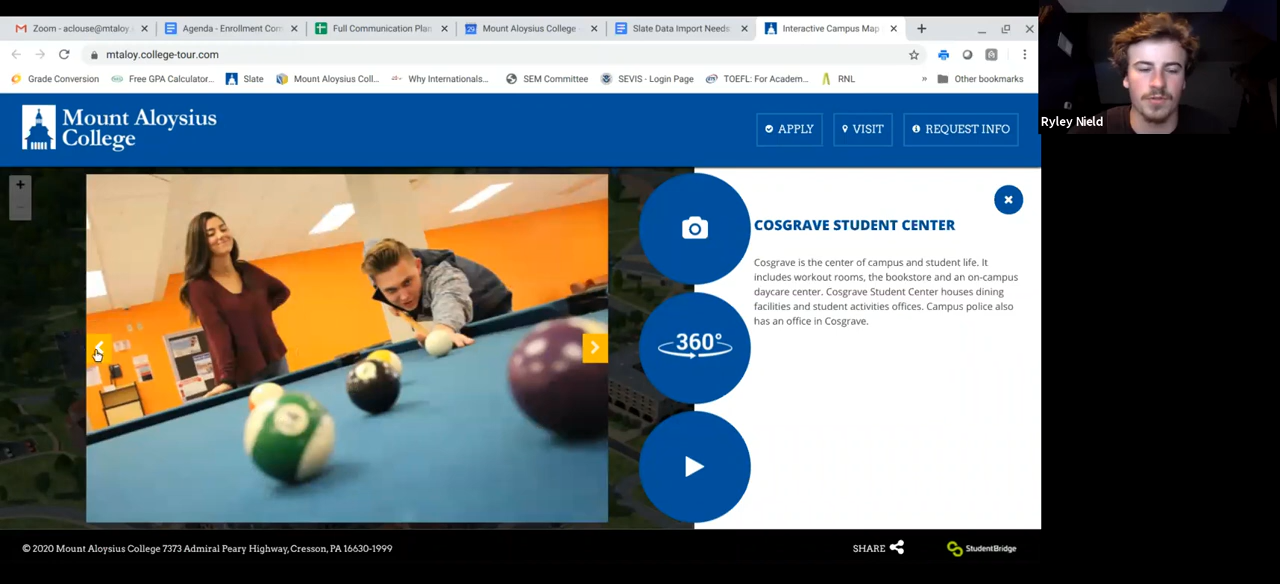 Zoom - aclouse@mtaloy.
Agenda - Enrollment Com
Full Communication Plan
Mount Aloysius College -
Slate Data Import Needs
Interactive Campus Map
mtaloy.college-tour.com
Grade Conversion
Free GPA Calculator...
Slate
Mount Aloysius Coll...
Why Internationals...
SEM Committee
SEVIS - Login Page
TOEFL: For Academ...
RNL
» Other bookmarks
Mount Aloysius
College
APPLY
VISIT
REQUEST INFO
Ryley Nield
COSGRAVE STUDENT CENTER
Cosgrave is the center of campus and student life. It
includes workout rooms, the bookstore and an on-campus
daycare center. Cosgrave Student Center houses dining
facilities and student activities offices. Campus police also
has an office in Cosgrave.
360°
© 2020 Mount Aloysius College 7373 Admiral Peary Highway, Cresson, PA 16630-1999
SHARE
StudentBridge